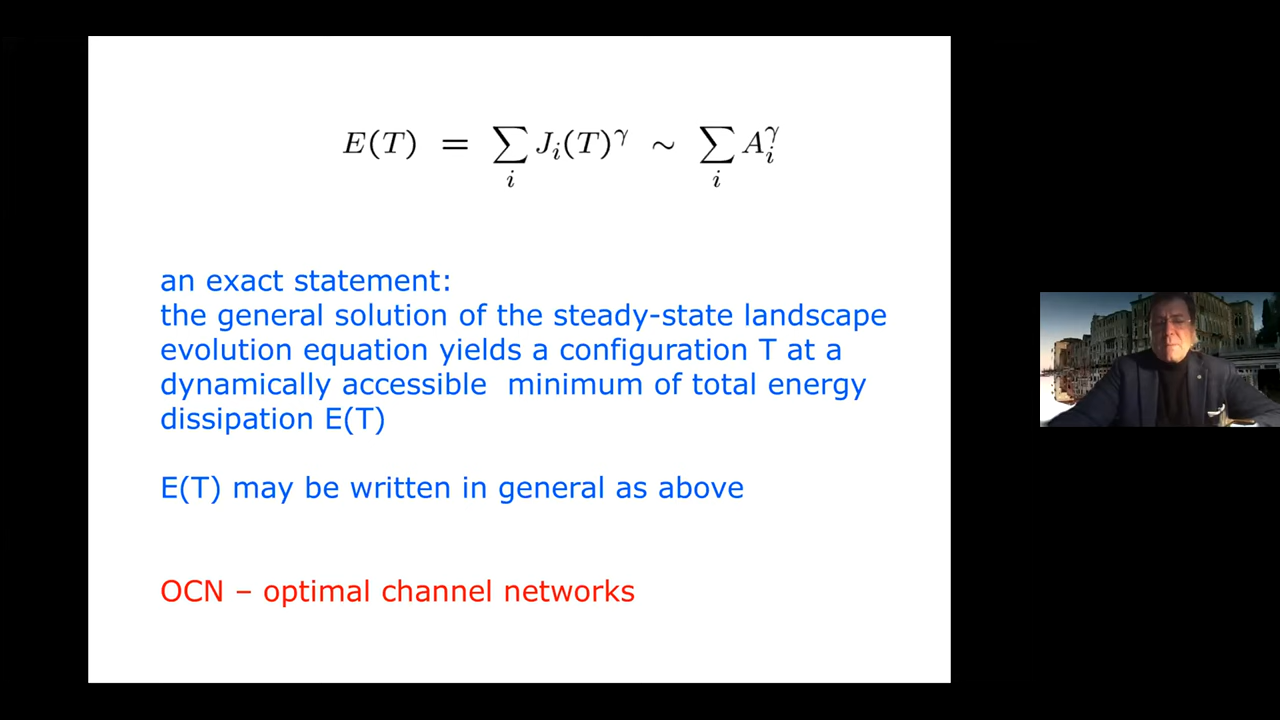 E(T) = ∑_i J_i(T)^γ ∼ ∑_i A_i^γ
an exact statement:
the general solution of the steady-state landscape
evolution equation yields a configuration T at a
dynamically accessible minimum of total energy
dissipation E(T)
E(T) may be written in general as above
OCN – optimal channel networks